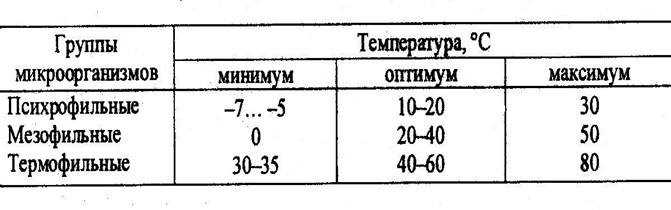 Группы микроорганизмов
Температура, °C
минимум оптимум максимум
Психрофильные –7... –5 10–20 30
Мезофильные 0 20–40 50
Термофильные 30–35 40–60 80